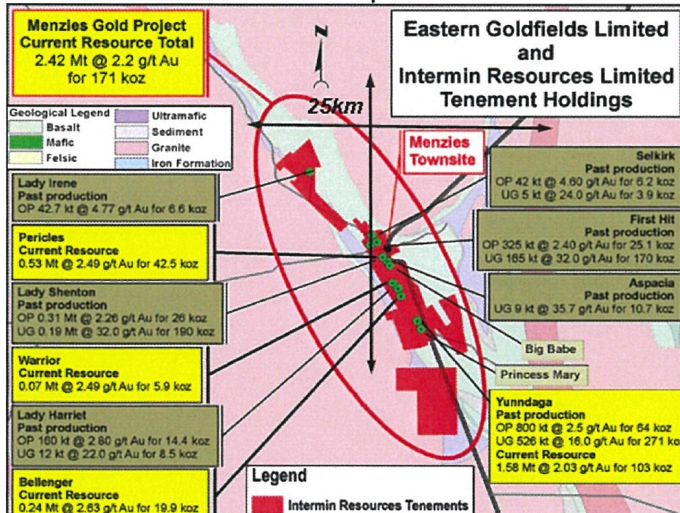 Menzies Gold Project
Current Resource Total
2.42 Mt @ 2.2 g/t Au
for 171 koz
N
Eastern Goldfields Limited
and
Intermin Resources Limited
Tenement Holdings
25km
Geological Legend
Basalt
Mafic
Felsic
Ultramafic
Sediment
Granite
Iron Formation
Menzies
Townsite
Lady Irene
Past production
OP 42.7 kt @ 4.77 g/t Au for 6.6 koz
Pericles
Current Resource
0.53 Mt @ 2.49 g/t Au for 42.5 koz
Lady Shenton
Past production
OP 0.31 Mt @ 2.26 g/t Au for 26 koz
UG 0.19 Mt @ 32.0 g/t Au for 190 koz
Warrior
Current Resource
0.07 Mt @ 2.49 g/t Au for 5.9 koz
Lady Harriet
Past production
OP 160 kt @ 2.80 g/t Au for 14.4 koz
UG 12 kt @ 22.0 g/t Au for 8.5 koz
Bellenger
Current Resource
0.24 Mt @ 2.63 g/t Au for 19.9 koz
Selkirk
Past production
OP 42 kt @ 4.60 g/t Au for 6.2 koz
UG 5 kt @ 24.0 g/t Au for 3.9 koz
First Hit
Past production
OP 325 kt @ 2.40 g/t Au for 25.1 koz
UG 165 kt @ 32.0 g/t Au for 170 koz
Aspacia
Past production
UG 9 kt @ 35.7 g/t Au for 10.7 koz
Big Babe
Princess Mary
Yunndaga
Past production
OP 800 kt @ 2.5 g/t Au for 64 koz
UG 526 kt @ 16.0 g/t Au for 271 koz
Current Resource
1.58 Mt @ 2.03 g/t Au for 103 koz
Legend
Intermin Resources Tenements